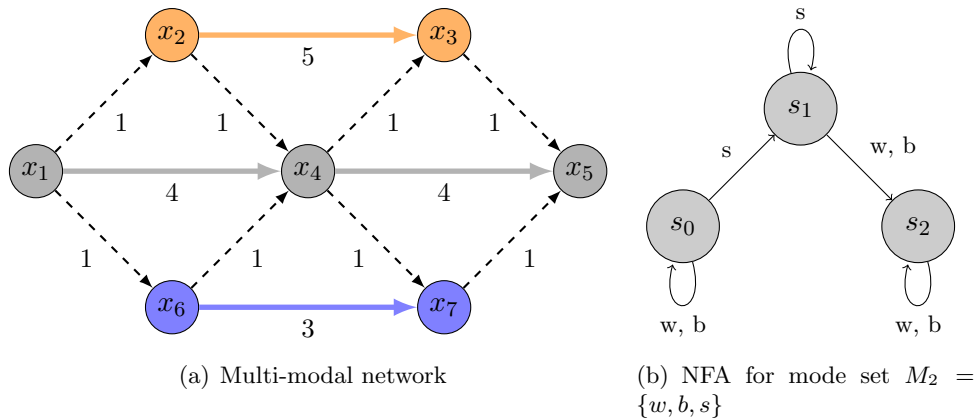 s
x2
x3
5
s1
1
1
1
1
s
w, b
x1
x4
x5
4
4
s0
s2
1
1
1
1
x6
x7
w, b
w, b
3
(a) Multi-modal network
(b) NFA for mode set M2 =
{w, b, s}